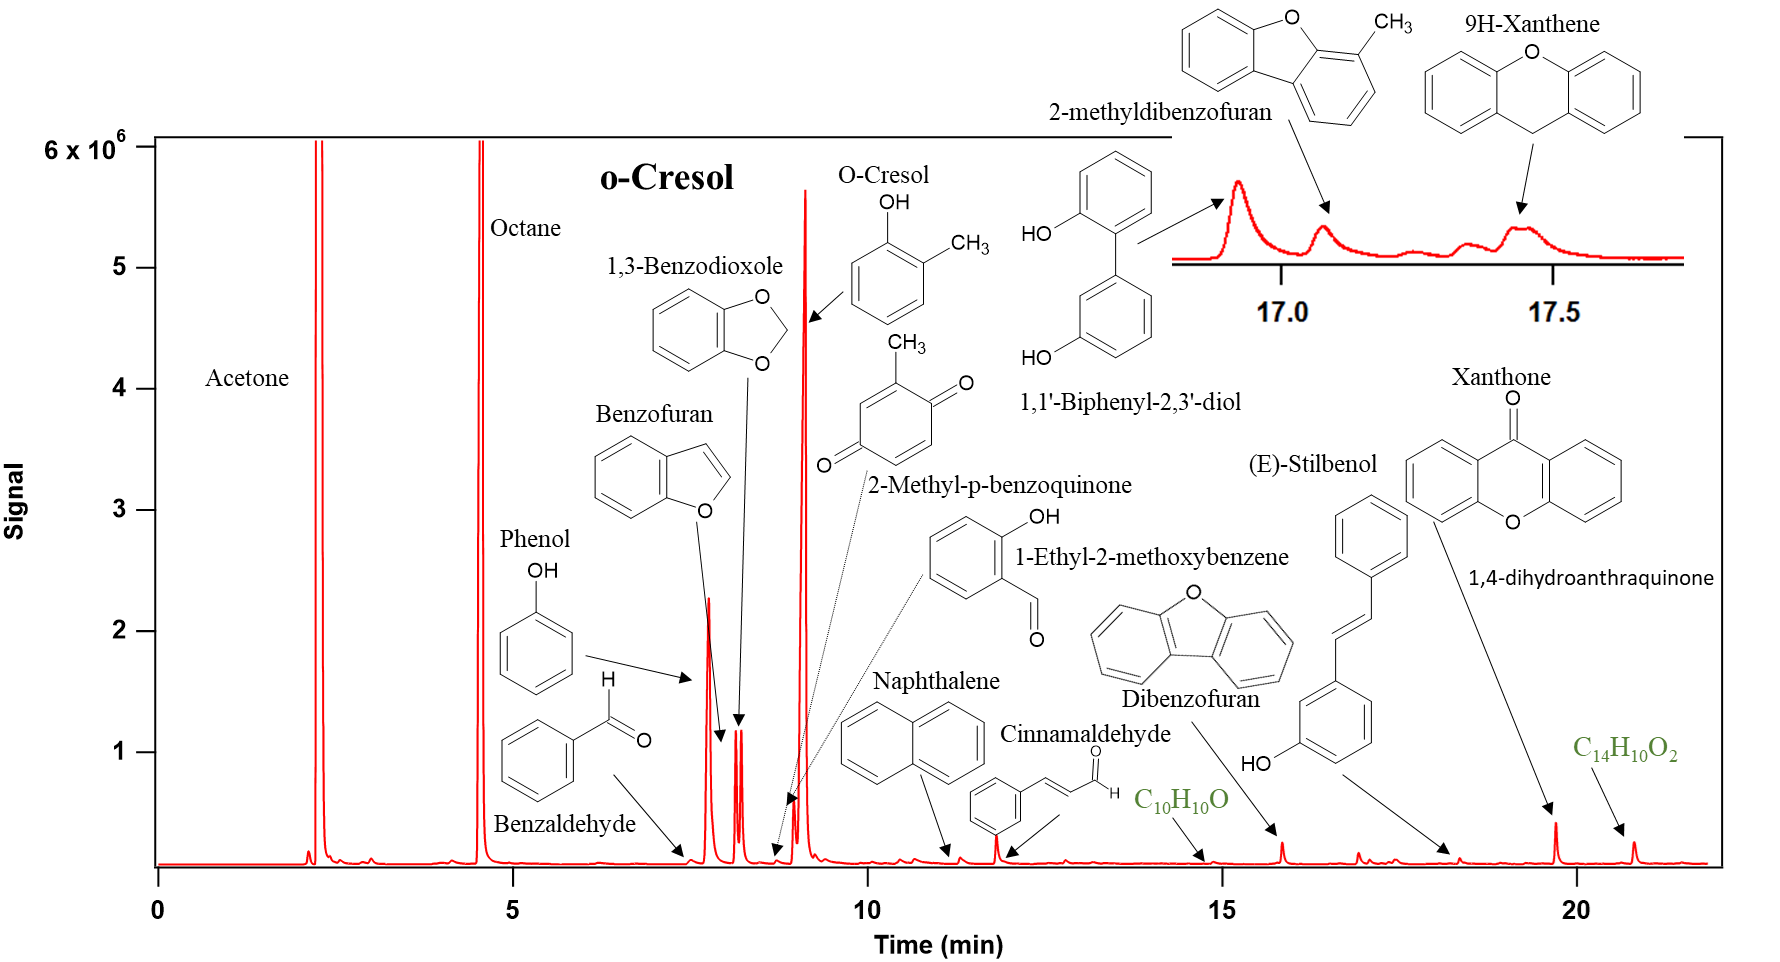 9H-Xanthene
O
CH₃
O
2-methyldibenzofuran
6 x 10⁶
o-Cresol
O-Cresol
OH
CH₃
Octane
HO
HO
1,1'-Biphenyl-2,3'-diol
17.0
17.5
5
1,3-Benzodioxole
O
O
CH₃
O
O
2-Methyl-p-benzoquinone
Acetone
4
Benzofuran
O
Xanthone
O
O
(E)-Stilbenol
HO
3
Phenol
OH
OH
O
1-Ethyl-2-methoxybenzene
1,4-dihydroanthraquinone
O
Dibenzofuran
2
H
O
Benzaldehyde
Naphthalene
Cinnamaldehyde
O
H
C₁₀H₁₀O
C₁₄H₁₀O₂
1
Signal
0
5
10
15
20
Time (min)